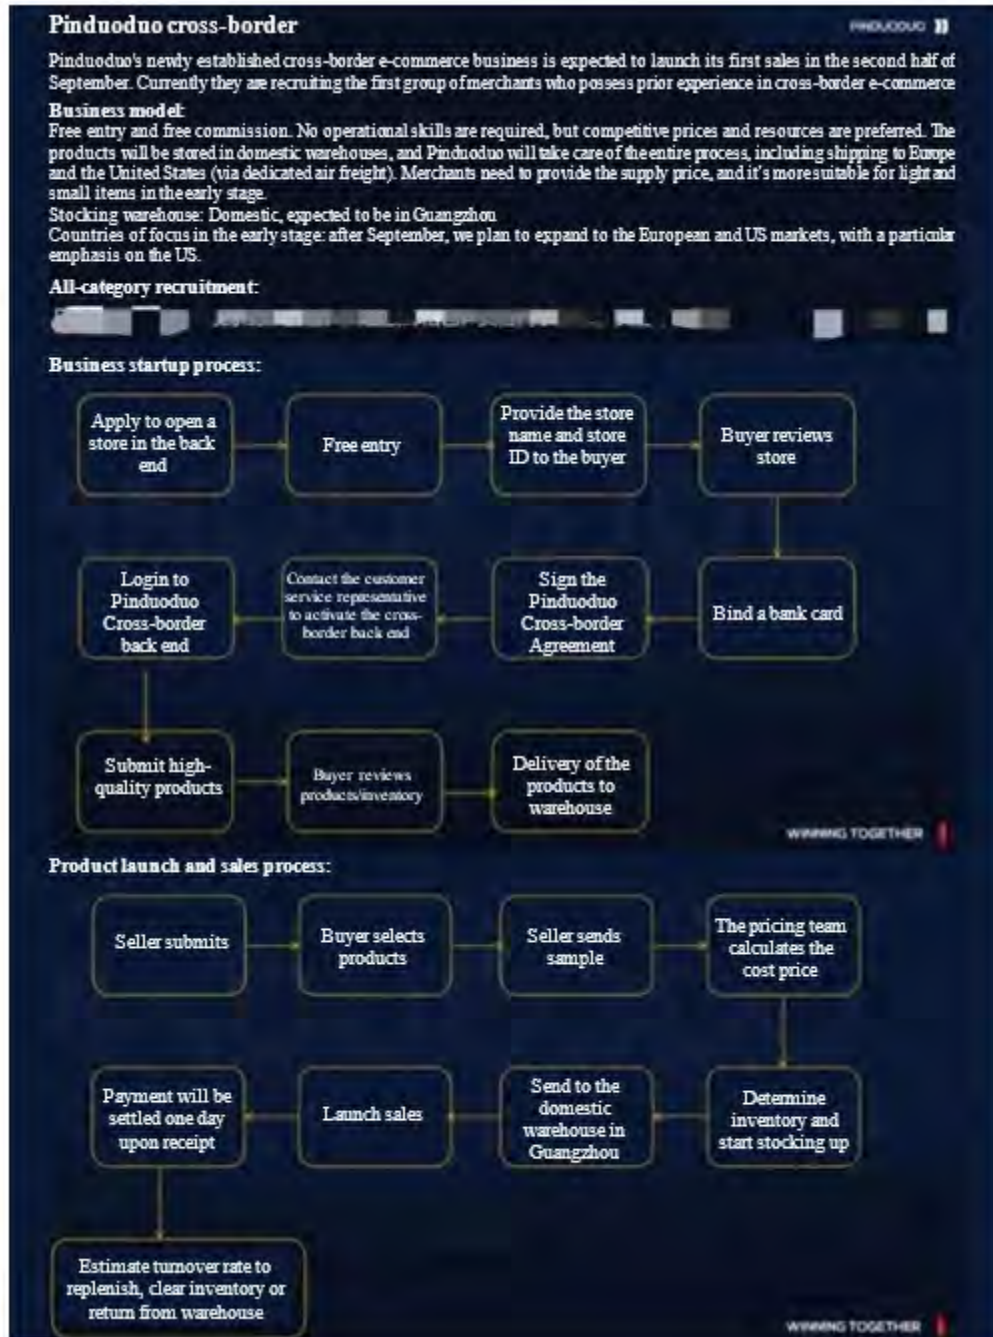 Pinduoduo cross-border
PINDUODUO
Pinduoduo's newly established cross-border e-commerce business is expected to launch its first sales in the second half of
September. Currently they are recruiting the first group of merchants who possess prior experience in cross-border e-commerce
Business model:
Free entry and free commission. No operational skills are required, but competitive prices and resources are preferred. The
products will be stored in domestic warehouses, and Pinduoduo will take care of the entire process, including shipping to Europe
and the United States (via dedicated air freight). Merchants need to provide the supply price, and it's more suitable for light and
small items in the early stage.
Stocking warehouse: Domestic, expected to be in Guangzhou
Countries of focus in the early stage: after September, we plan to expand to the European and US markets, with a particular
emphasis on the US.
All-category recruitment:
Business startup process:
Apply to open a
store in the back
end
Free entry
Provide the store
name and store
ID to the buyer
Buyer reviews
store
Login to
Pinduoduo
Cross-border
back end
Contact the customer
service representative
to activate the cross-
border back end
Sign the
Pinduoduo
Cross-border
Agreement
Bind a bank card
Submit high-
quality products
Buyer reviews
products/inventory
Delivery of the
products to
warehouse
WINNING TOGETHER
Product launch and sales process:
Seller submits
Buyer selects
products
Seller sends
sample
The pricing team
calculates the
cost price
Payment will be
settled one day
upon receipt
Launch sales
Send to the
domestic
warehouse in
Guangzhou
Determine
inventory and
start stocking up
Estimate turnover rate to
replenish, clear inventory or
return from warehouse
WINNING TOGETHER